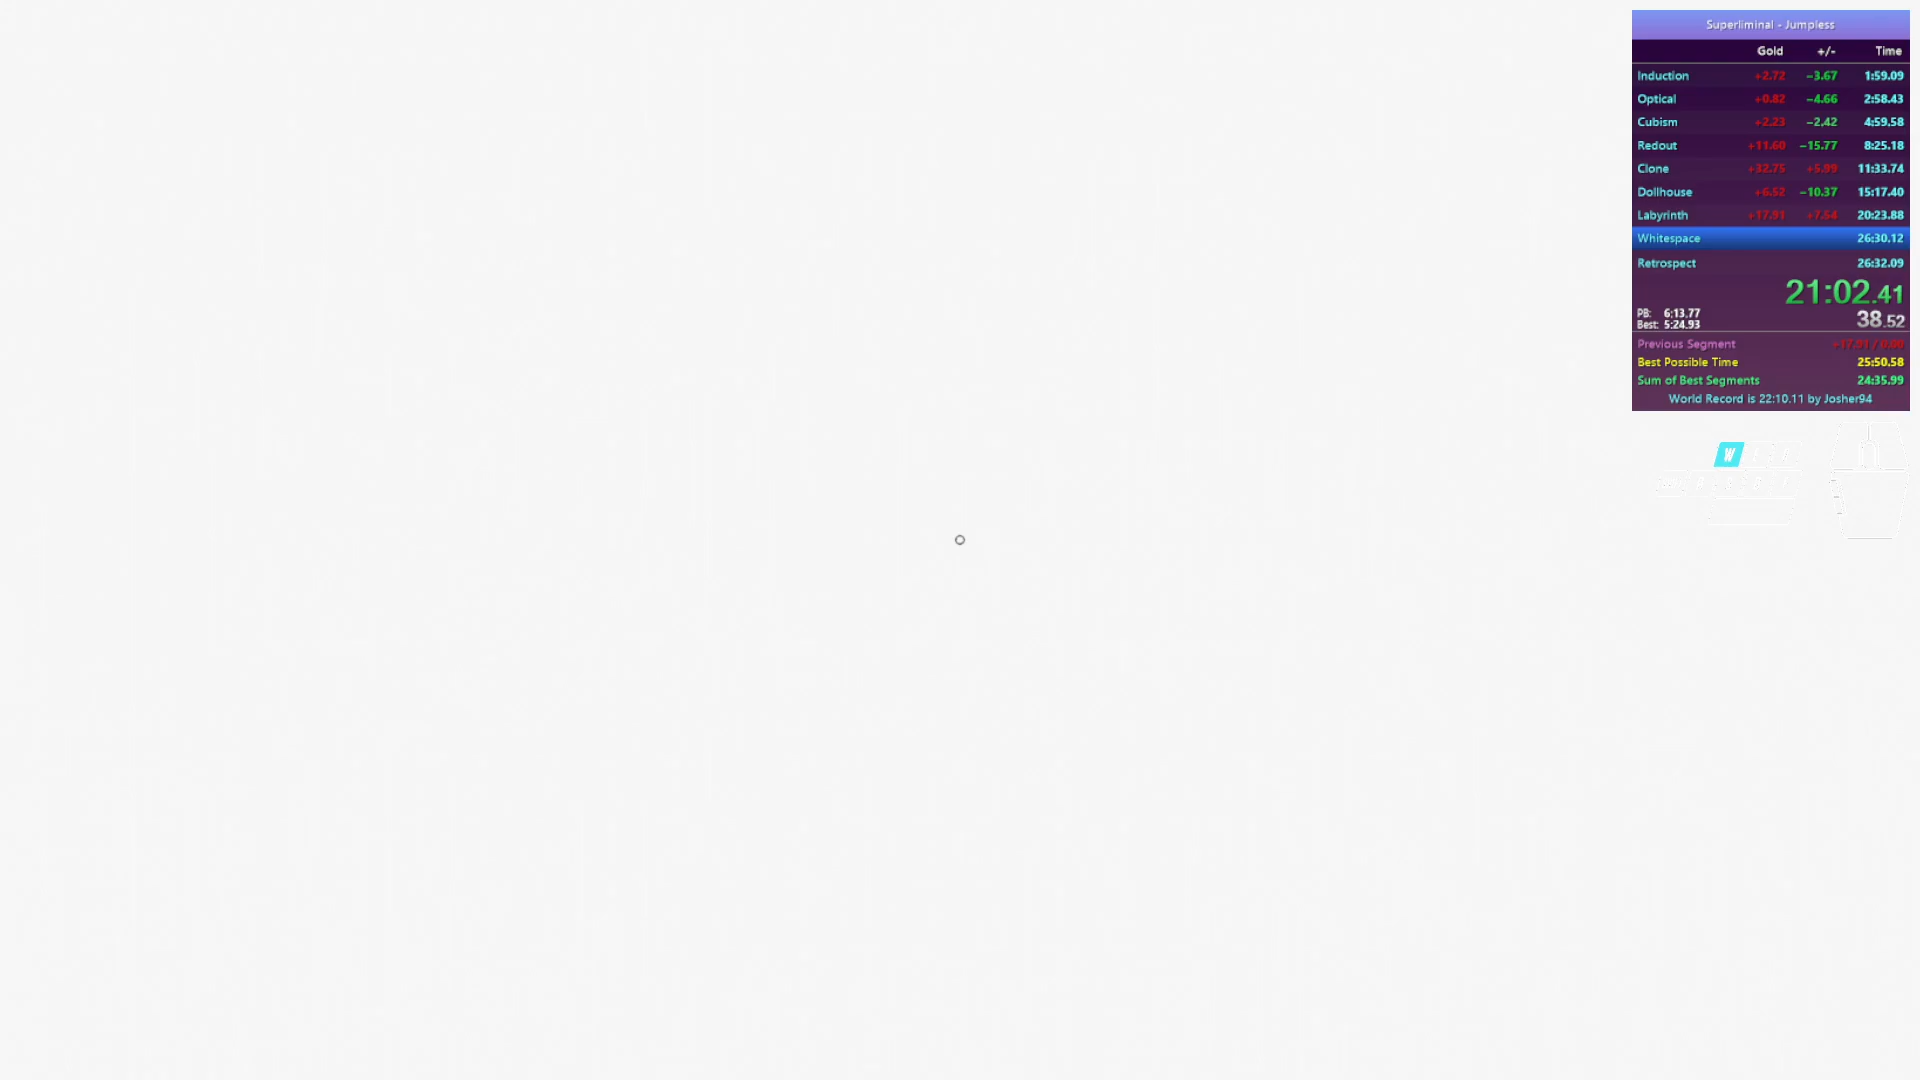 Superliminal - Jumpless
Gold +/- Time
Induction +2.72 −3.67 1:59.09
Optical +0.82 −4.66 2:58.43
Cubism +2.23 −2.42 4:59.58
Redout +11.60 −15.77 8:25.18
Clone +32.75 +5.99 11:33.74
Dollhouse +6.52 −10.37 15:17.40
Labyrinth +17.91 +7.54 20:23.88
Whitespace 26:30.12
Retrospect 26:32.09
21:02.41
PB: 6:13.77
38.52
Best: 5:24.93
Previous Segment +17.91 / 0.00
Best Possible Time 25:50.58
Sum of Best Segments 24:35.99
World Record is 22:10.11 by Josher94
W